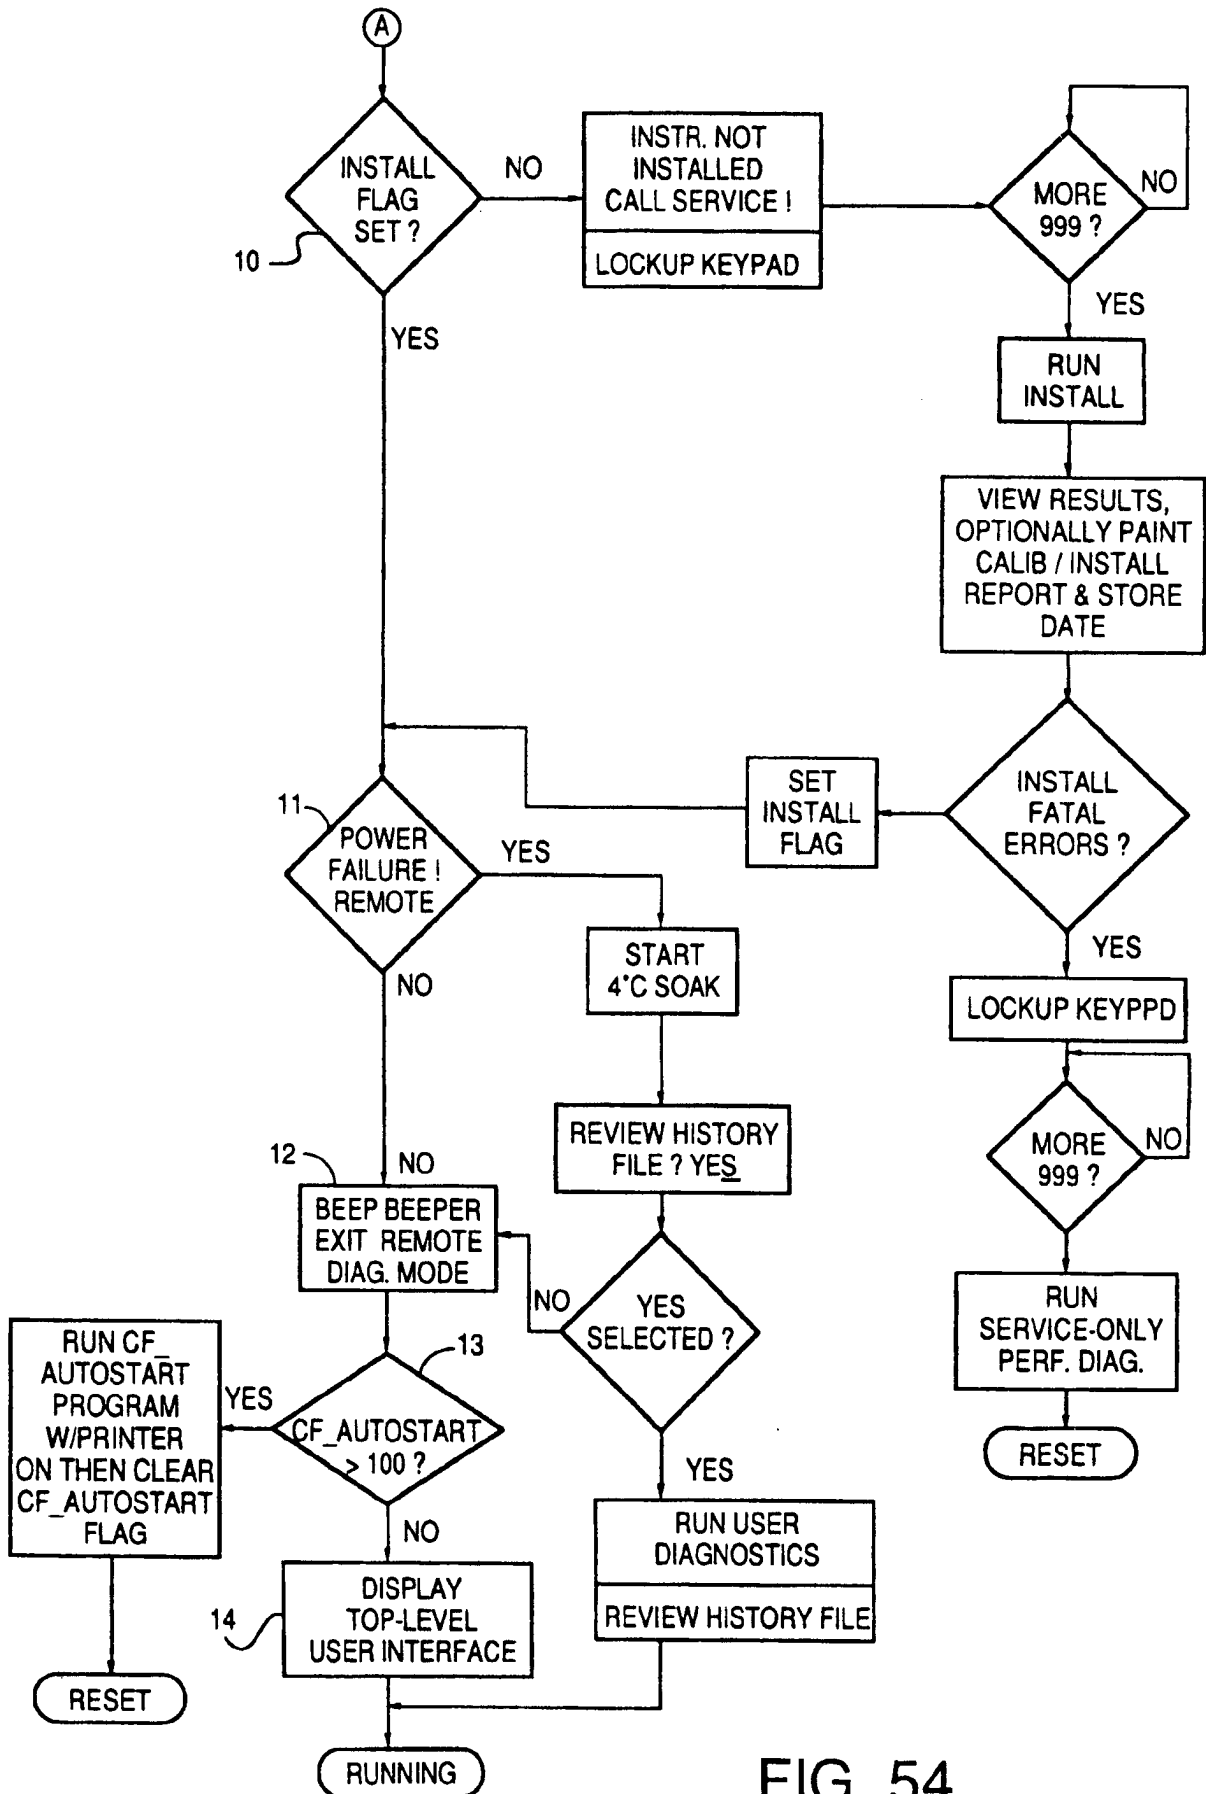 A
INSTALL
FLAG
SET ?
10
NO
YES
INSTR. NOT
INSTALLED
CALL SERVICE !
LOCKUP KEYPAD
MORE
999 ?
NO
YES
RUN
INSTALL
VIEW RESULTS,
OPTIONALLY PAINT
CALIB / INSTALL
REPORT & STORE
DATE
INSTALL
FATAL
ERRORS ?
SET
INSTALL
FLAG
YES
LOCKUP KEYPPD
MORE
999 ?
NO
RUN
SERVICE-ONLY
PERF. DIAG.
RESET
11
POWER
FAILURE !
REMOTE
YES
NO
START
4°C SOAK
REVIEW HISTORY
FILE ? YES
YES
SELECTED ?
NO
YES
RUN USER
DIAGNOSTICS
REVIEW HISTORY FILE
12
NO
BEEP BEEPER
EXIT REMOTE
DIAG. MODE
13
CF_AUTOSTART
> 100 ?
YES
NO
RUN CF_
AUTOSTART
PROGRAM
W/PRINTER
ON THEN CLEAR
CF_AUTOSTART
FLAG
RESET
14
DISPLAY
TOP-LEVEL
USER INTERFACE
RUNNING
FIG. 54